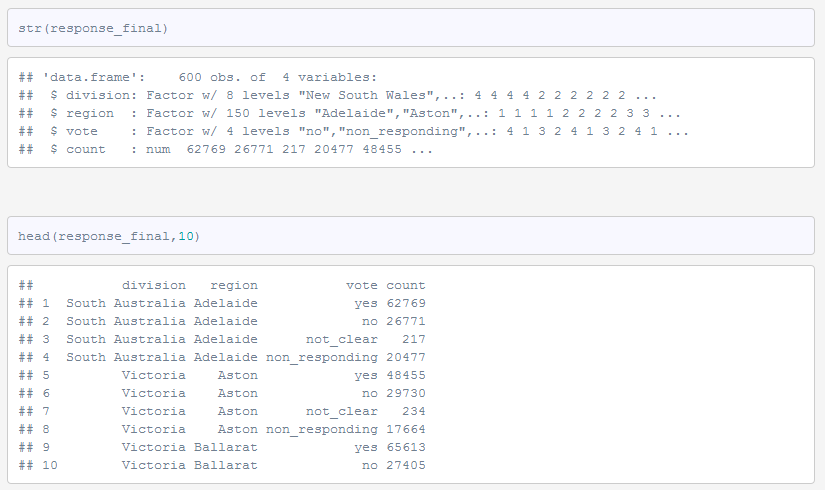 str(response_final)
## 'data.frame':    600 obs. of  4 variables:
##  $ division: Factor w/ 8 levels "New South Wales",..: 4 4 4 4 2 2 2 2 2 2 ...
##  $ region  : Factor w/ 150 levels "Adelaide","Aston",..: 1 1 1 1 2 2 2 2 3 3 ...
##  $ vote    : Factor w/ 4 levels "no","non_responding",..: 4 1 3 2 4 1 3 2 4 1 ...
##  $ count   : num  62769 26771 217 20477 48455 ...
head(response_final,10)
##           division   region           vote count
## 1  South Australia Adelaide            yes 62769
## 2  South Australia Adelaide             no 26771
## 3  South Australia Adelaide      not_clear   217
## 4  South Australia Adelaide non_responding 20477
## 5         Victoria    Aston            yes 48455
## 6         Victoria    Aston             no 29730
## 7         Victoria    Aston      not_clear   234
## 8         Victoria    Aston non_responding 17664
## 9         Victoria Ballarat            yes 65613
## 10        Victoria Ballarat             no 27405